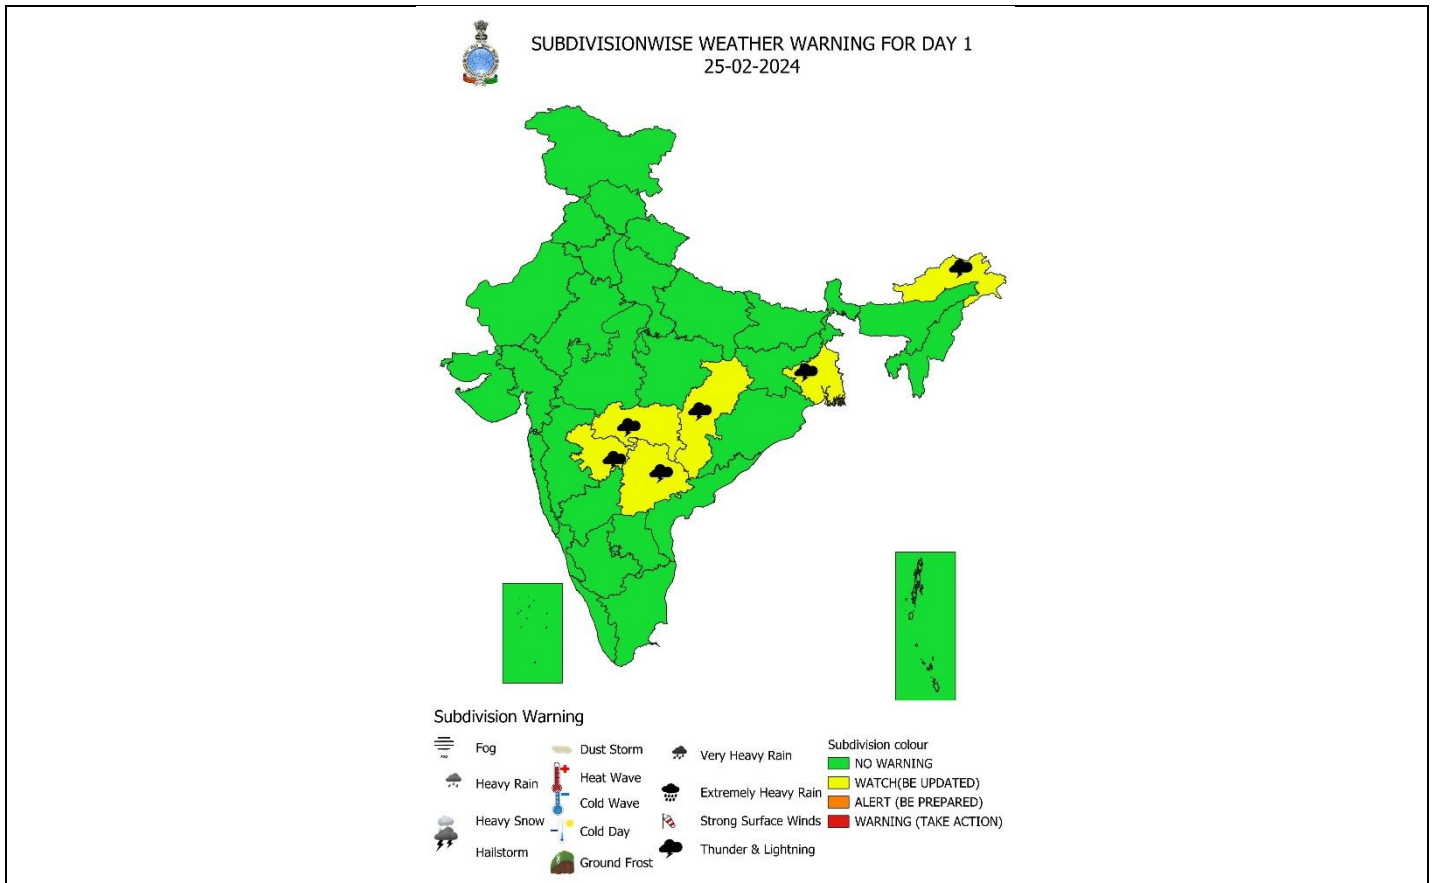 SUBDIVISIONWISE WEATHER WARNING FOR DAY 1
25-02-2024
Subdivision Warning
Fog
Heavy Rain
Heavy Snow
Hailstorm
Dust Storm
Heat Wave
Cold Wave
Cold Day
Ground Frost
Very Heavy Rain
Extremely Heavy Rain
Strong Surface Winds
Thunder & Lightning
Subdivision colour
NO WARNING
WATCH(BE UPDATED)
ALERT (BE PREPARED)
WARNING (TAKE ACTION)